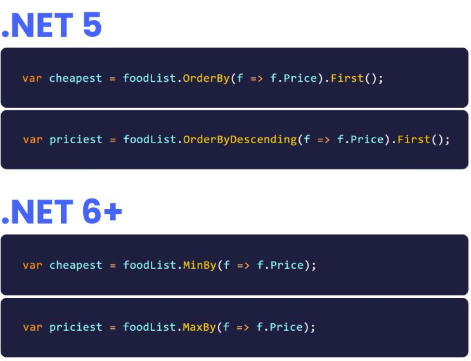 .NET 5
var cheapest = foodList.OrderBy(f => f.Price).First();
var priciest = foodList.OrderByDescending(f => f.Price).First();
.NET 6+
var cheapest = foodList.MinBy(f => f.Price);
var priciest = foodList.MaxBy(f => f.Price);